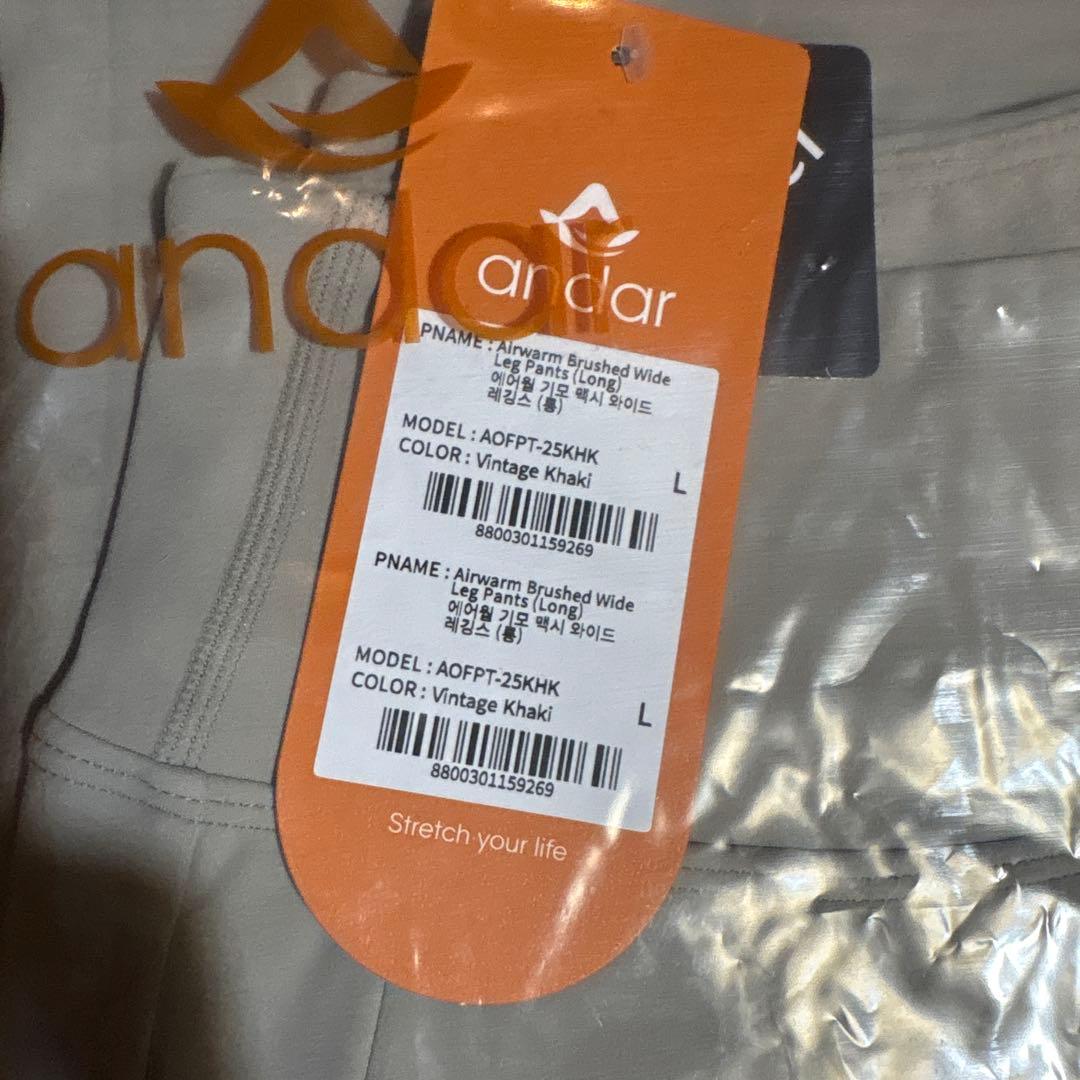 andar
andar
PNAME : Airwarm Brushed Wide
Leg Pants (Long)
에어웜 기모 맥시 와이드
레깅스 (롱)
MODEL : AOFPT-25KHK
COLOR : Vintage Khaki
L
8800301159269
PNAME : Airwarm Brushed Wide
Leg Pants (Long)
에어웜 기모 맥시 와이드
레깅스 (롱)
MODEL : AOFPT-25KHK
COLOR : Vintage Khaki
L
8800301159269
Stretch your life